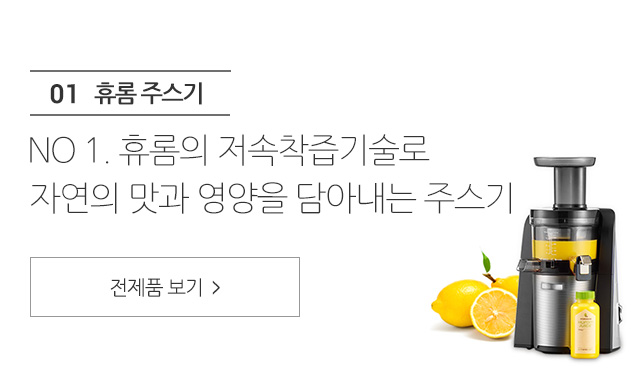 01 휴롬 주스기
NO 1. 휴롬의 저속착즙기술로
자연의 맛과 영양을 담아내는 주스기
전제품 보기 >